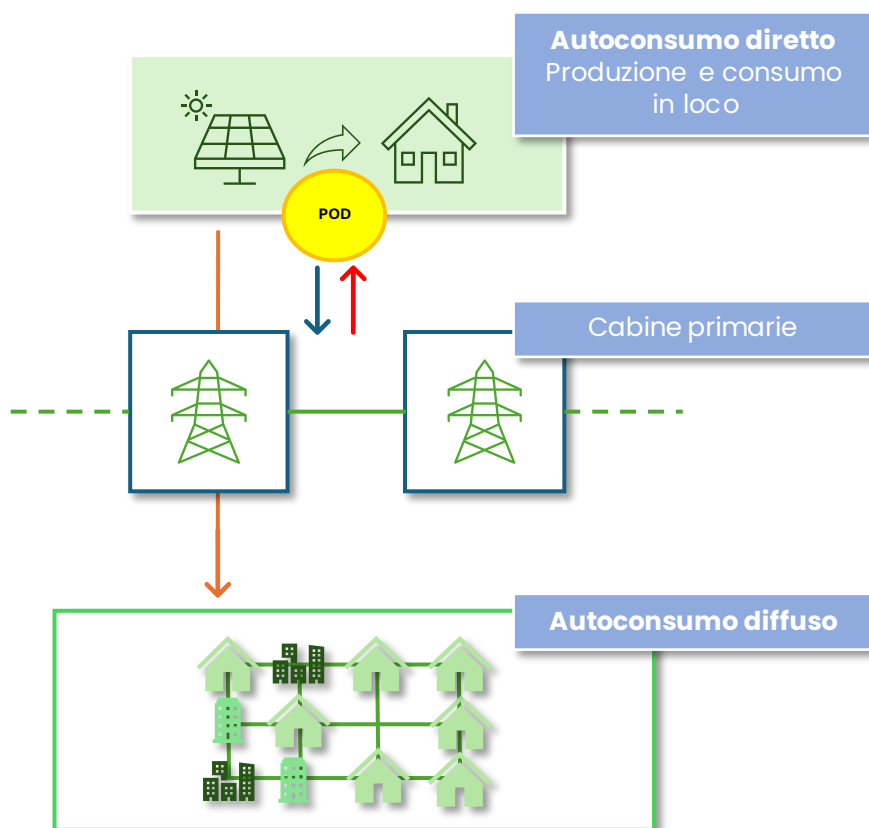 Autoconsumo diretto
Produzione e consumo
in loco
POD
Cabine primarie
Autoconsumo diffuso